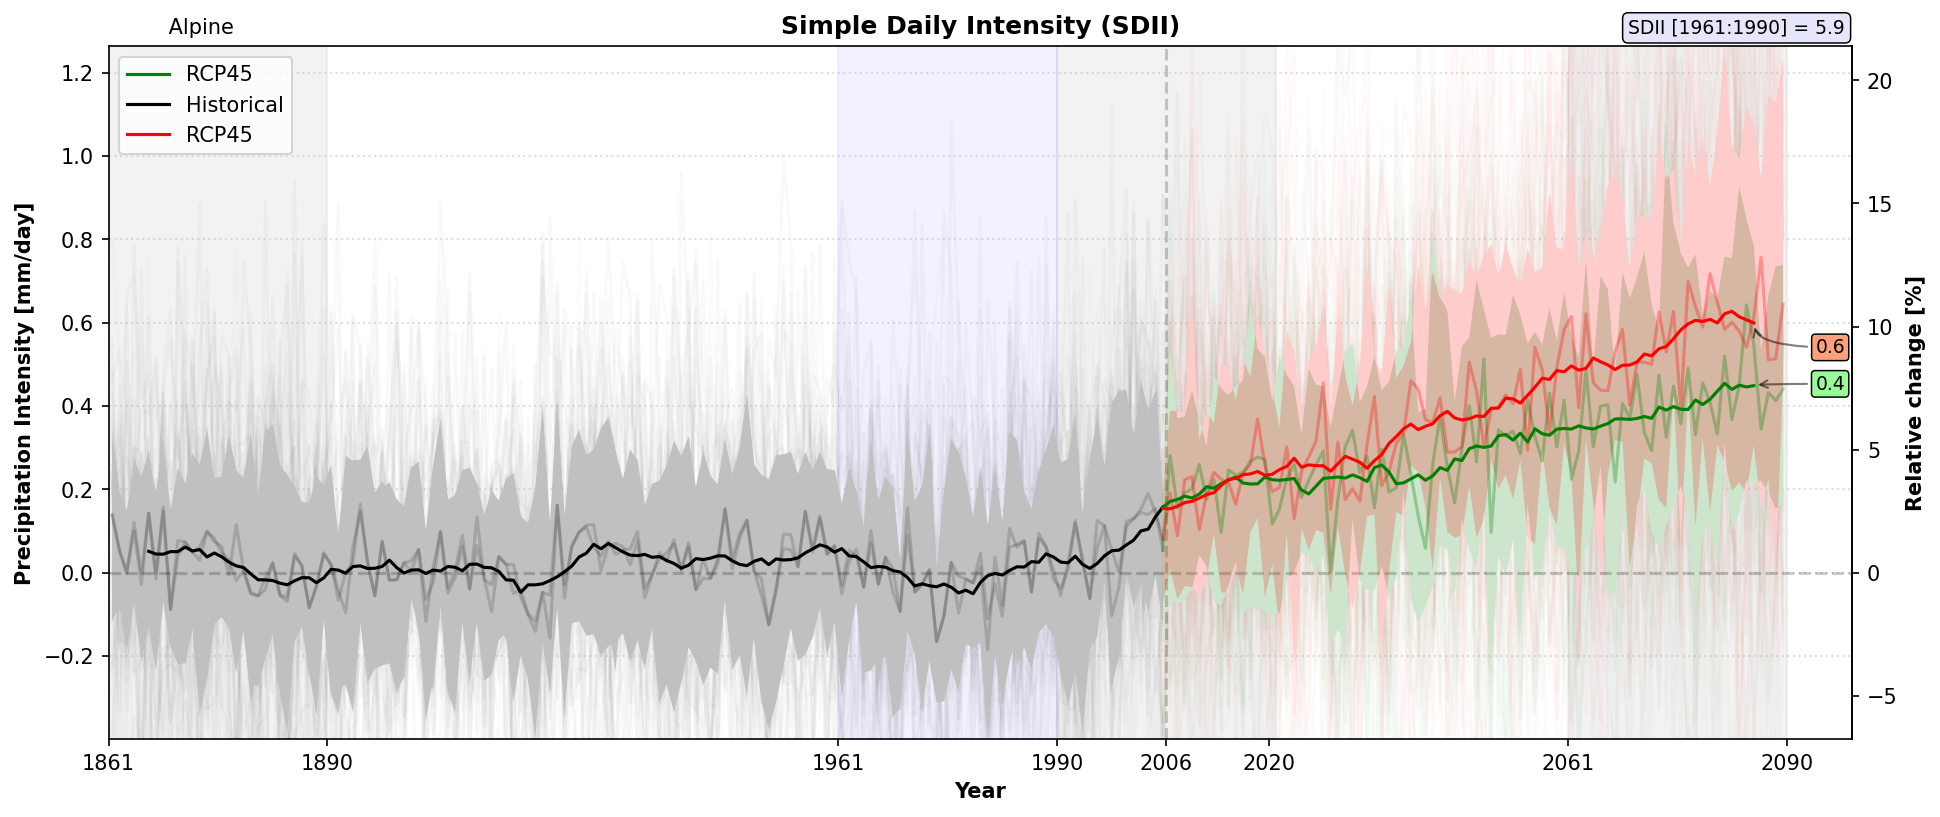 Alpine
Simple Daily Intensity (SDII)
SDII [1961:1990] = 5.9
RCP45
Historical
RCP45
Precipitation Intensity [mm/day]
1.2
1.0
0.8
0.6
0.4
0.2
0.0
−0.2
20
15
10
5
0
−5
Relative change [%]
0.6
0.4
1861
1890
1961
1990
2006
2020
2061
2090
Year